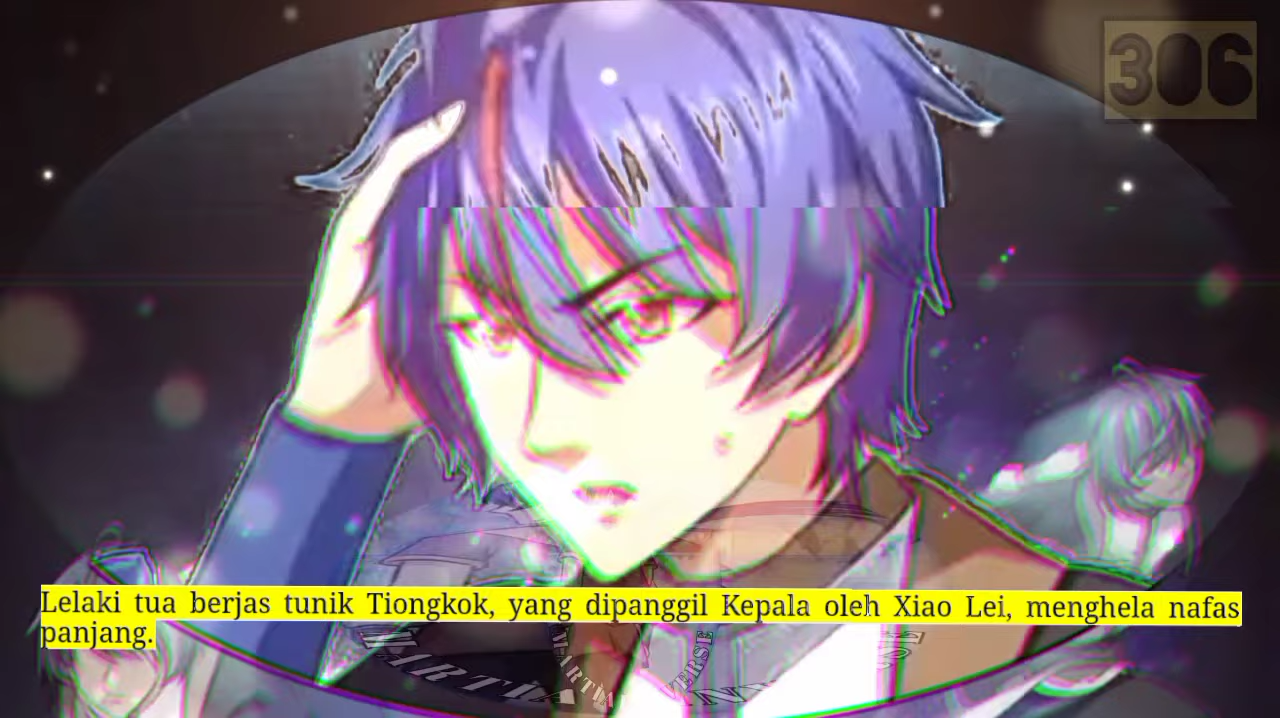 306
Lelaki tua berjas tunik Tiongkok, yang dipanggil Kepala oleh Xiao Lei, menghela nafas
panjang.